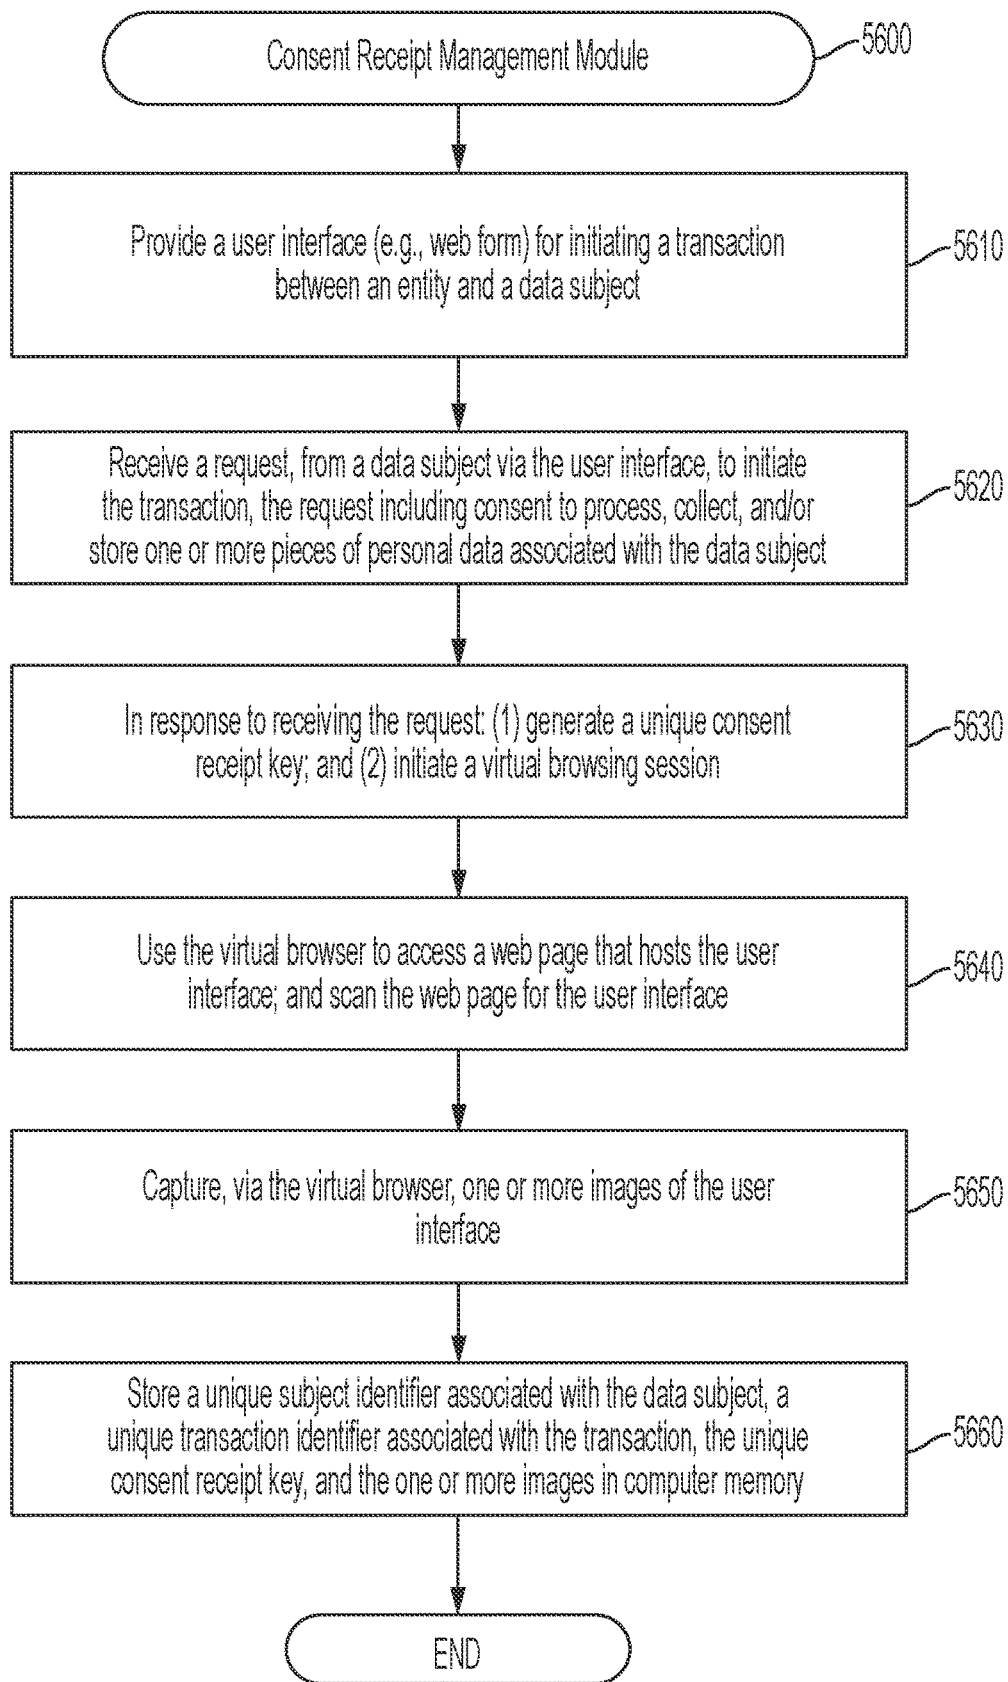 Consent Receipt Management Module
5600
Provide a user interface (e.g., web form) for initiating a transaction
between an entity and a data subject
5610
Receive a request, from a data subject via the user interface, to initiate
the transaction, the request including consent to process, collect, and/or
store one or more pieces of personal data associated with the data subject
5620
In response to receiving the request: (1) generate a unique consent
receipt key; and (2) initiate a virtual browsing session
5630
Use the virtual browser to access a web page that hosts the user
interface; and scan the web page for the user interface
5640
Capture, via the virtual browser, one or more images of the user
interface
5650
Store a unique subject identifier associated with the data subject, a
unique transaction identifier associated with the transaction, the unique
consent receipt key, and the one or more images in computer memory
5660
END